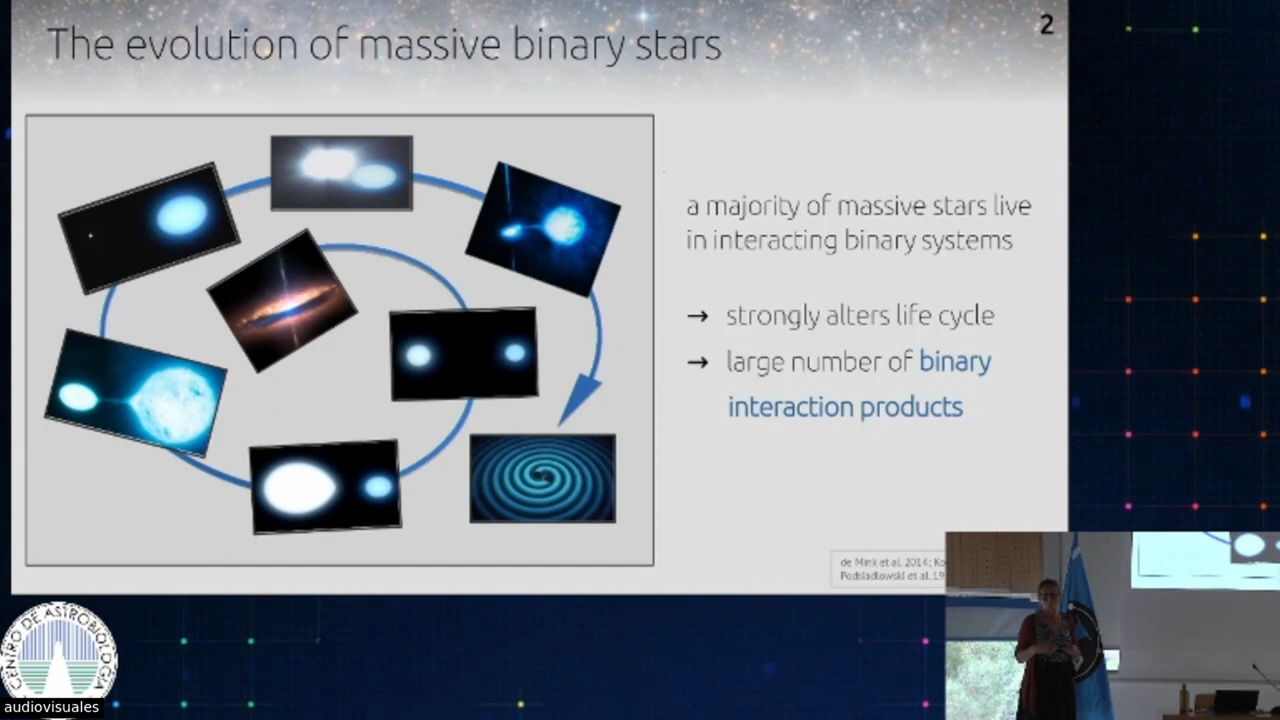 The evolution of massive binary stars
2
a majority of massive stars live
in interacting binary systems
→ strongly alters life cycle
→ large number of binary
interaction products
de Mink et al. 2014; Ko
Podsiadlowski et al. 19
CENTRO DE ASTROBIOLOGÍA
audiovisuales